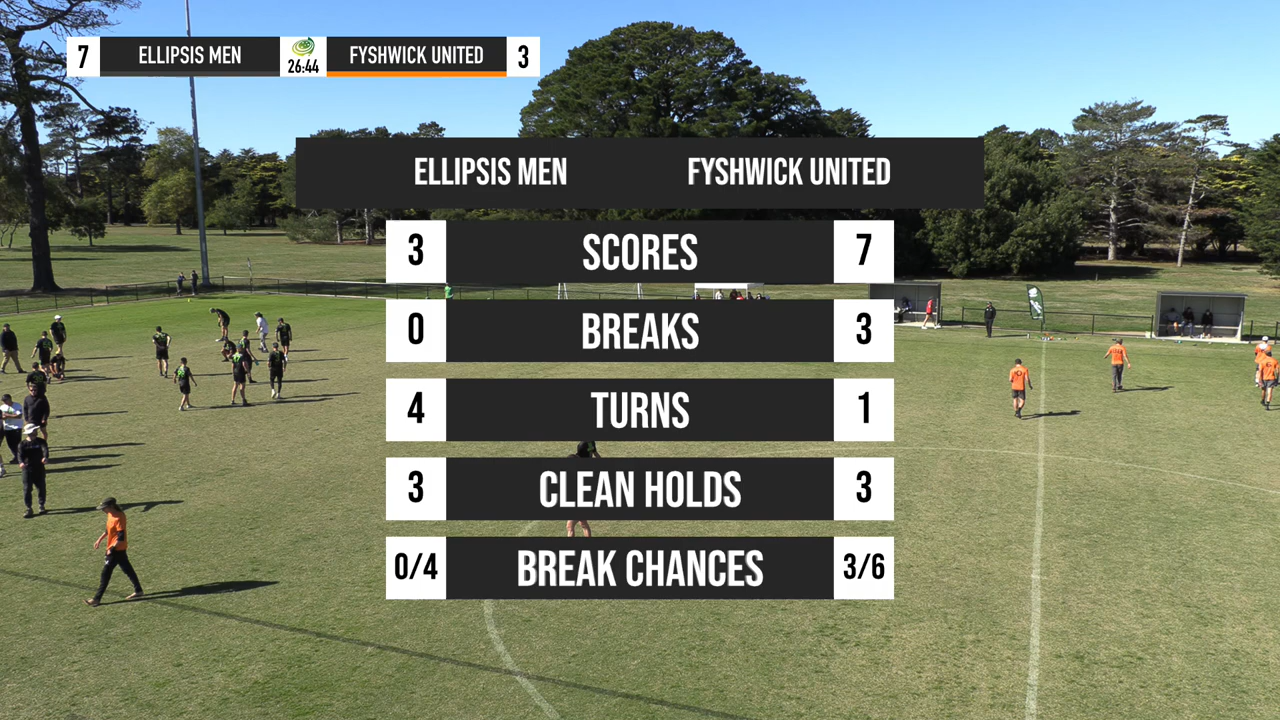 7 ELLIPSIS MEN 26:44 FYSHWICK UNITED 3
ELLIPSIS MEN FYSHWICK UNITED
3 SCORES 7
0 BREAKS 3
4 TURNS 1
3 CLEAN HOLDS 3
0/4 BREAK CHANCES 3/6